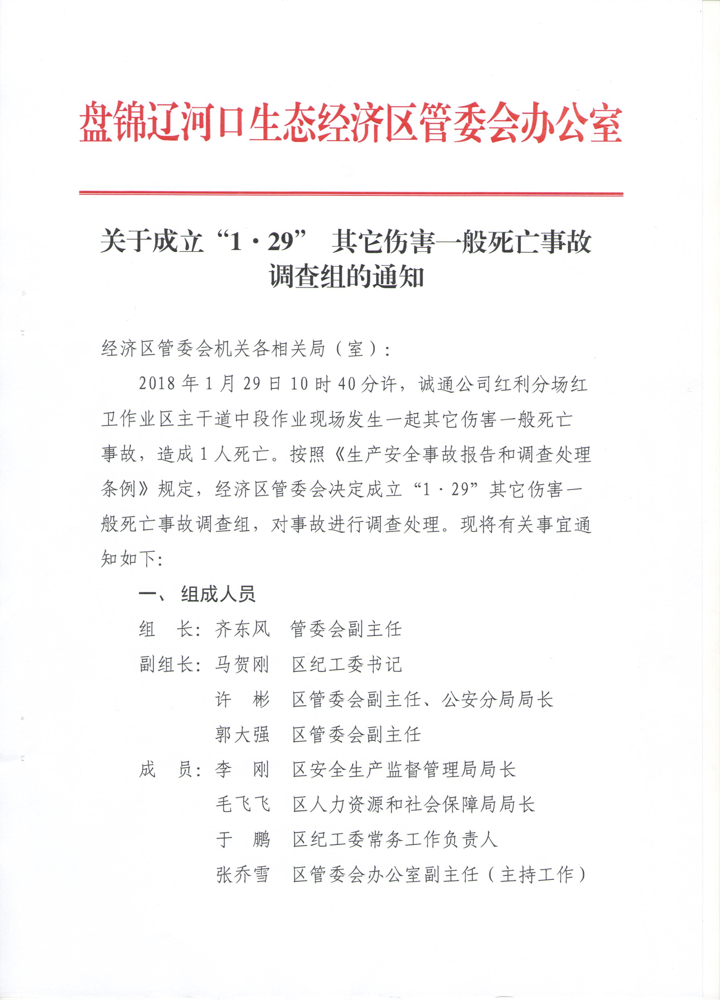 盘锦辽河口生态经济区管委会办公室
关于成立“1·29” 其它伤害一般死亡事故
调查组的通知
经济区管委会机关各相关局（室）：
2018年1月29日10时40分许，诚通公司红利分场红
卫作业区主干道中段作业现场发生一起其它伤害一般死亡
事故，造成1人死亡。按照《生产安全事故报告和调查处理
条例》规定，经济区管委会决定成立“1·29”其它伤害一
般死亡事故调查组，对事故进行调查处理。现将有关事宜通
知如下：
一、 组成人员
组 长：齐东风 管委会副主任
副组长：马贺刚 区纪工委书记
许 彬 区管委会副主任、公安分局局长
郭大强 区管委会副主任
成 员：李 刚 区安全生产监督管理局局长
毛飞飞 区人力资源和社会保障局局长
于 鹏 区纪工委常务工作负责人
张乔雪 区管委会办公室副主任（主持工作）